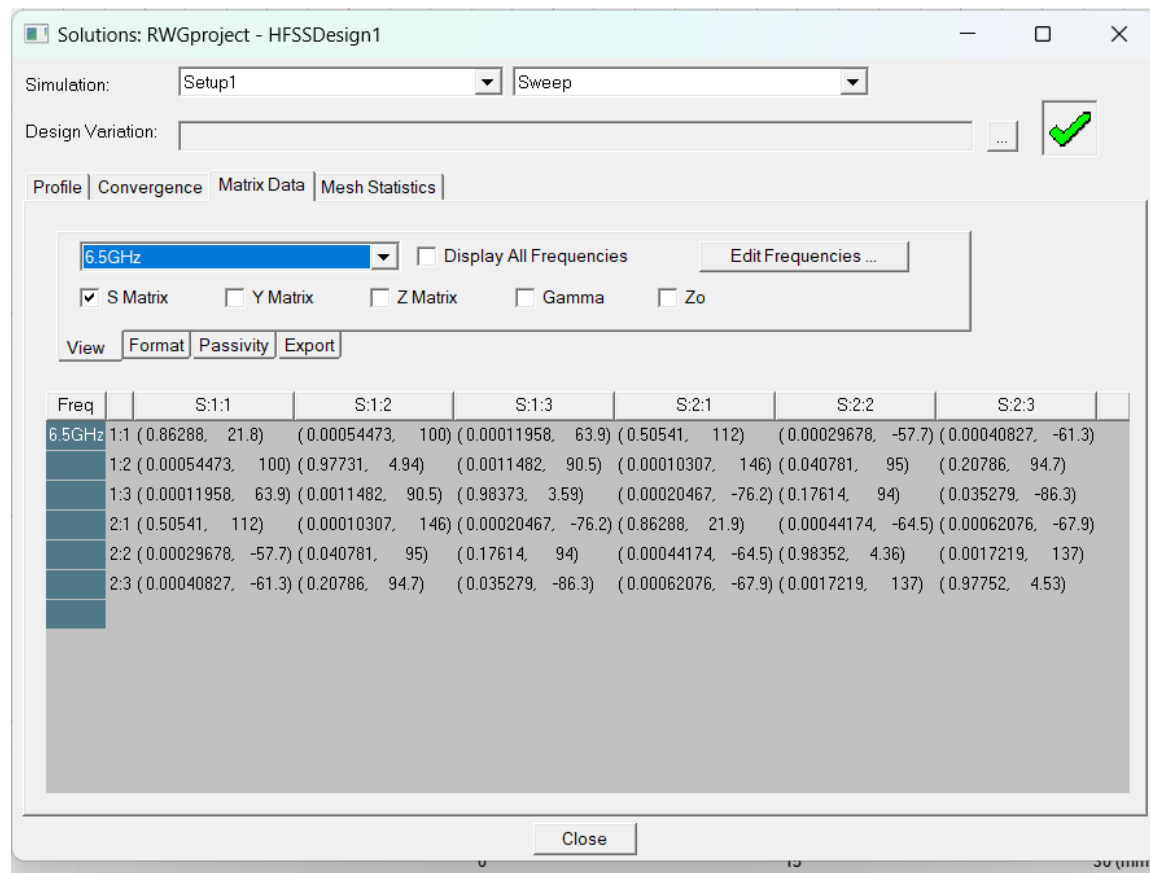 Solutions: RWGproject - HFSSDesign1
Simulation: Setup1 Sweep
Design Variation: ...
Profile Convergence Matrix Data Mesh Statistics
6.5GHz Display All Frequencies Edit Frequencies ...
S Matrix Y Matrix Z Matrix Gamma Zo
View Format Passivity Export
Freq S:1:1 S:1:2 S:1:3 S:2:1 S:2:2 S:2:3
6.5GHz 1:1 ( 0.86288, 21.8) ( 0.00054473, 100) ( 0.00011958, 63.9) ( 0.50541, 112) ( 0.00029678, -57.7) ( 0.00040827, -61.3)
1:2 ( 0.00054473, 100) ( 0.97731, 4.94) ( 0.0011482, 90.5) ( 0.00010307, 146) ( 0.040781, 95) ( 0.20786, 94.7)
1:3 ( 0.00011958, 63.9) ( 0.0011482, 90.5) ( 0.98373, 3.59) ( 0.00020467, -76.2) ( 0.17614, 94) ( 0.035279, -86.3)
2:1 ( 0.50541, 112) ( 0.00010307, 146) ( 0.00020467, -76.2) ( 0.86288, 21.9) ( 0.00044174, -64.5) ( 0.00062076, -67.9)
2:2 ( 0.00029678, -57.7) ( 0.040781, 95) ( 0.17614, 94) ( 0.00044174, -64.5) ( 0.98352, 4.36) ( 0.0017219, 137)
2:3 ( 0.00040827, -61.3) ( 0.20786, 94.7) ( 0.035279, -86.3) ( 0.00062076, -67.9) ( 0.0017219, 137) ( 0.97752, 4.53)
Close
0 15 30 (mm